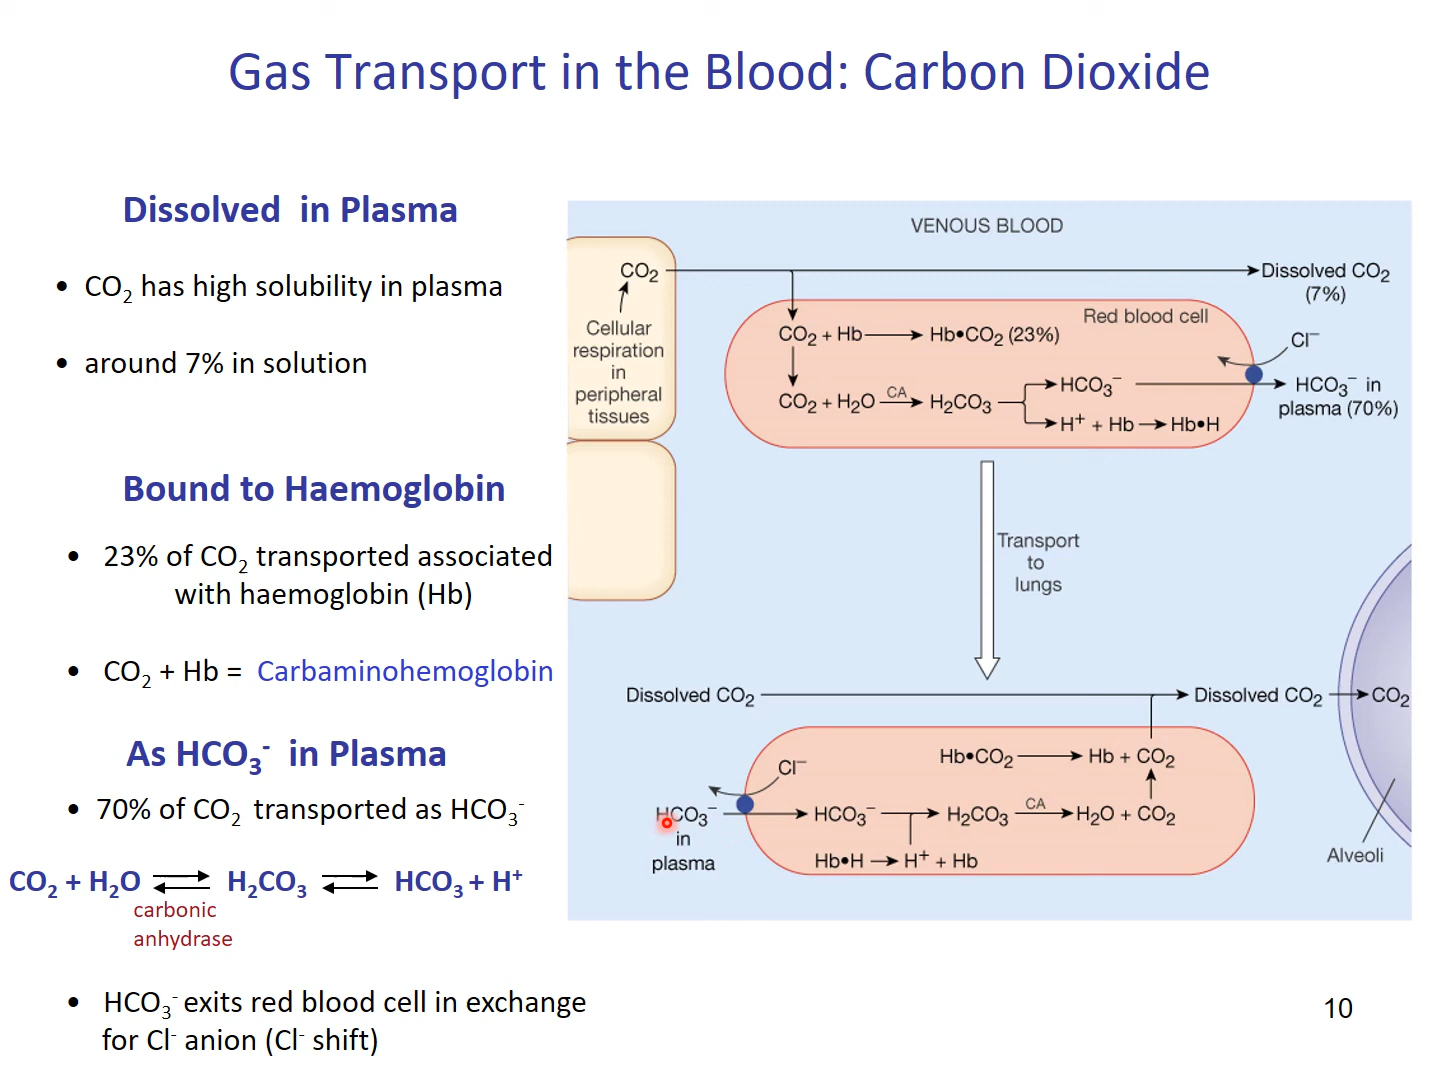 Gas Transport in the Blood: Carbon Dioxide
Dissolved in Plasma
• CO₂ has high solubility in plasma
• around 7% in solution
Bound to Haemoglobin
• 23% of CO₂ transported associated
with haemoglobin (Hb)
• CO₂ + Hb = Carbaminohemoglobin
As HCO₃⁻ in Plasma
• 70% of CO₂ transported as HCO₃⁻
CO₂ + H₂O ⇌ H₂CO₃ ⇌ HCO₃ + H⁺
carbonic
anhydrase
• HCO₃⁻ exits red blood cell in exchange
for Cl⁻ anion (Cl⁻ shift)
VENOUS BLOOD
CO₂
Cellular
respiration
in
peripheral
tissues
Dissolved CO₂
(7%)
Red blood cell
CO₂ + Hb → Hb•CO₂ (23%)
Cl⁻
CO₂ + H₂O CA → H₂CO₃
HCO₃⁻
H⁺ + Hb → Hb•H
HCO₃⁻ in
plasma (70%)
Transport
to
lungs
Dissolved CO₂ → Dissolved CO₂ → CO₂
Hb•CO₂ → Hb + CO₂
Cl⁻
HCO₃⁻
in
plasma
HCO₃⁻ → H₂CO₃ CA → H₂O + CO₂
Hb•H → H⁺ + Hb
Alveoli
10